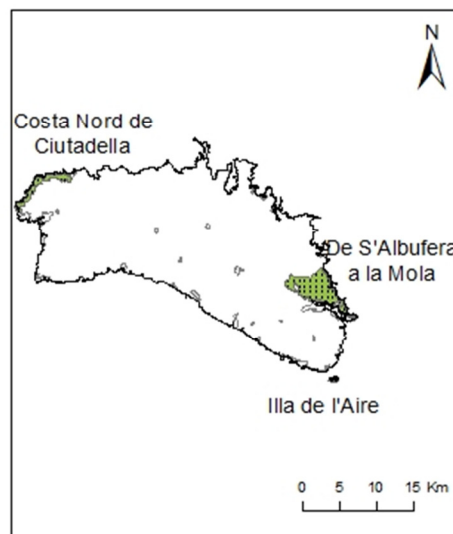 N
Costa Nord de
Ciutadella
De S'Albufera
a la Mola
Illa de l'Aire
0 5 10 15 Km